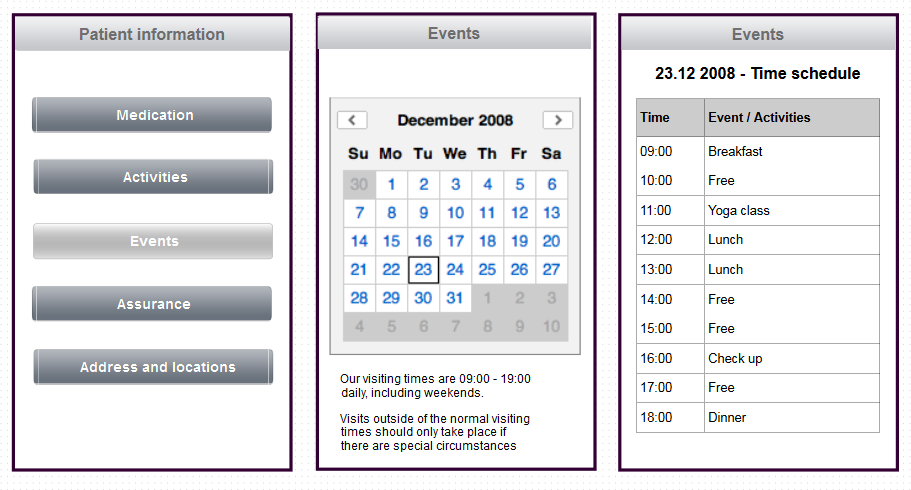 Patient information
Medication
Activities
Events
Assurance
Address and locations
Events
December 2008
Su Mo Tu We Th Fr Sa
30 1 2 3 4 5 6
7 8 9 10 11 12 13
14 15 16 17 18 19 20
21 22 23 24 25 26 27
28 29 30 31 1 2 3
4 5 6 7 8 9 10
Our visiting times are 09:00 - 19:00
daily, including weekends.
Visits outside of the normal visiting
times should only take place if
there are special circumstances
Events
23.12 2008 - Time schedule
Time Event / Activities
09:00 Breakfast
10:00 Free
11:00 Yoga class
12:00 Lunch
13:00 Lunch
14:00 Free
15:00 Free
16:00 Check up
17:00 Free
18:00 Dinner